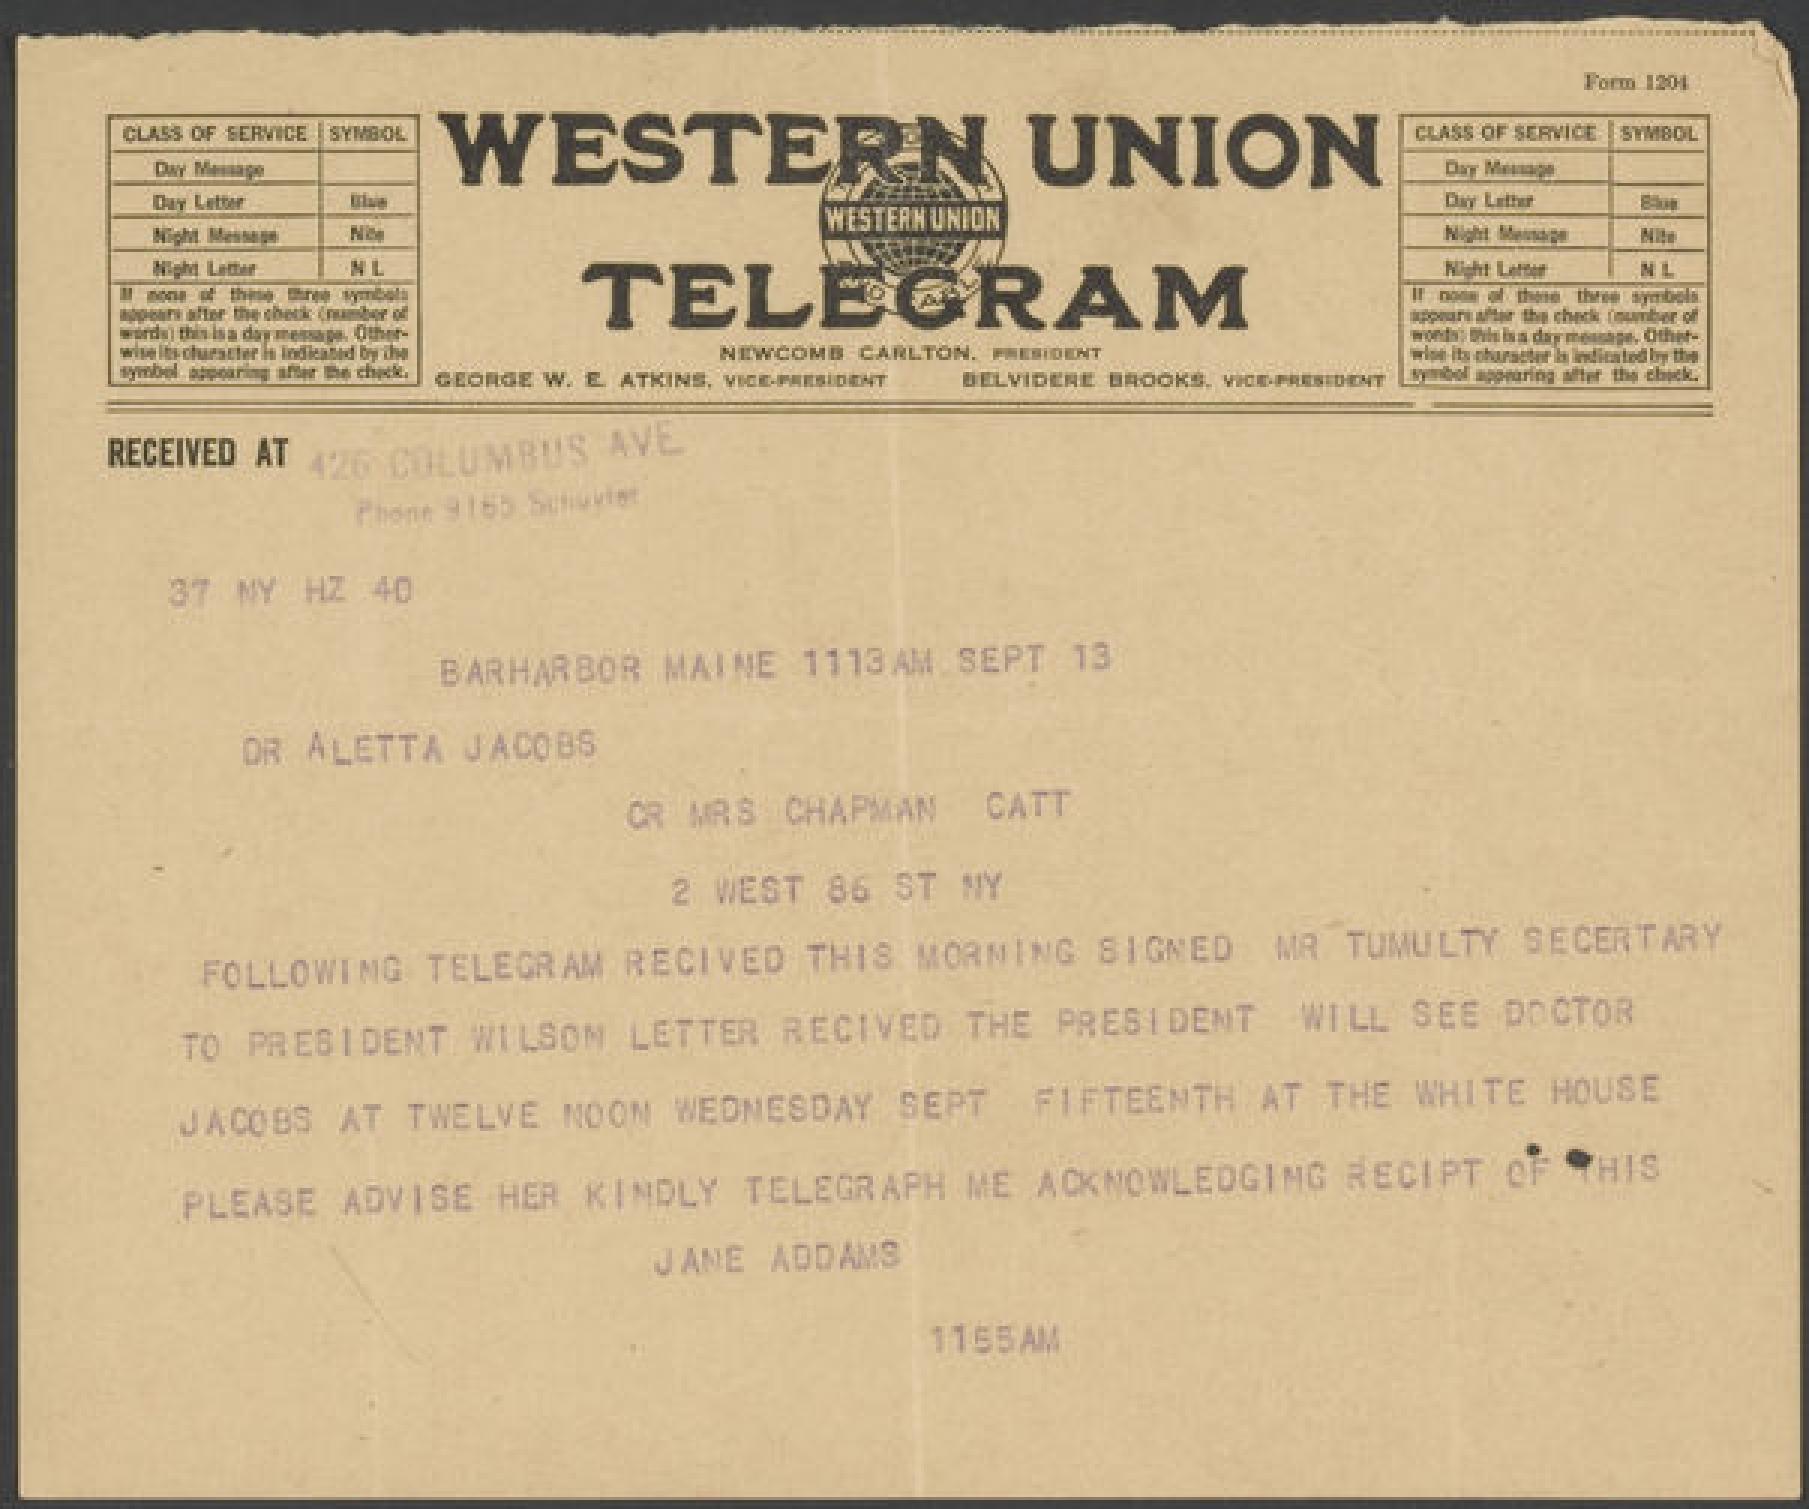 Form 1204
CLASS OF SERVICE SYMBOL
Day Message
Day Letter Blue
Night Message Nite
Night Letter N L
If none of these three symbols
appears after the check (number of
words) this is a day message. Other-
wise its character is indicated by the
symbol appearing after the check.
WESTERN UNION
WESTERN UNION
TELEGRAM
NEWCOMB CARLTON, PRESIDENT
GEORGE W. E. ATKINS, VICE-PRESIDENT BELVIDERE BROOKS, VICE-PRESIDENT
CLASS OF SERVICE SYMBOL
Day Message
Day Letter Blue
Night Message Nite
Night Letter N L
If none of these three symbols
appears after the check (number of
words) this is a day message. Other-
wise its character is indicated by the
symbol appearing after the check.
RECEIVED AT 426 COLUMBUS AVE
Phone 9165 Schuyler
37 NY HZ 40
BARHARBOR MAINE 1113AM SEPT 13
DR ALETTA JACOBS
CR MRS CHAPMAN CATT
2 WEST 86 ST NY
FOLLOWING TELEGRAM RECIVED THIS MORNING SIGNED MR TUMULTY SECERTARY
TO PRESIDENT WILSON LETTER RECIVED THE PRESIDENT WILL SEE DOCTOR
JACOBS AT TWELVE NOON WEDNESDAY SEPT FIFTEENTH AT THE WHITE HOUSE
PLEASE ADVISE HER KINDLY TELEGRAPH ME ACKNOWLEDGING RECIPT OF THIS
JANE ADDAMS
1155AM